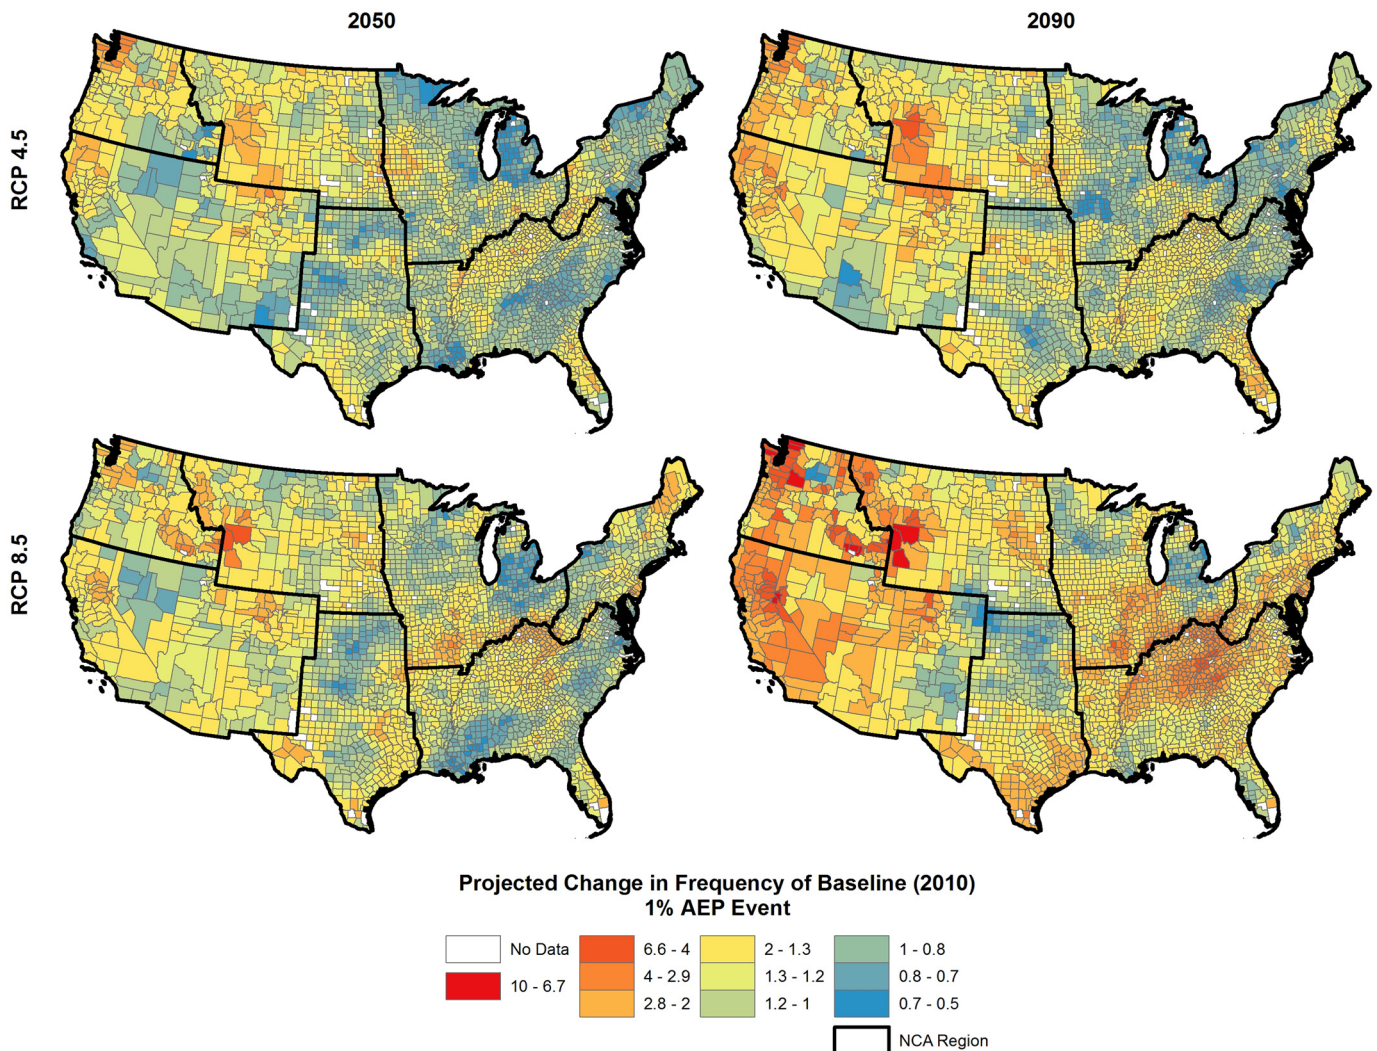 2050
2090
RCP 4.5
RCP 8.5
Projected Change in Frequency of Baseline (2010)
1% AEP Event
No Data
10 - 6.7
6.6 - 4
4 - 2.9
2.8 - 2
2 - 1.3
1.3 - 1.2
1.2 - 1
1 - 0.8
0.8 - 0.7
0.7 - 0.5
NCA Region